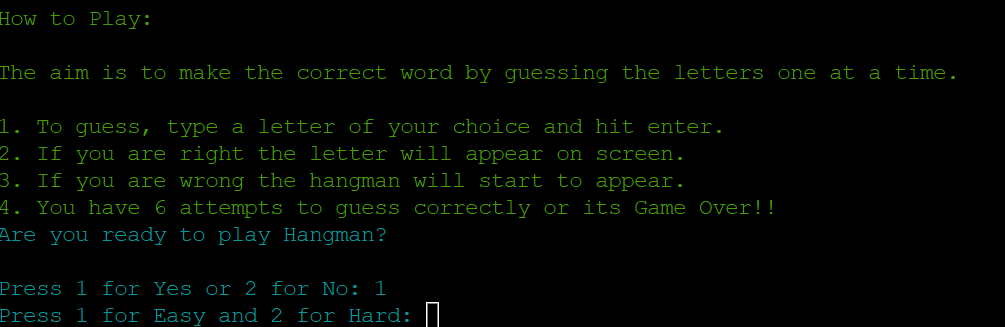 How to Play:
The aim is to make the correct word by guessing the letters one at a time.
1. To guess, type a letter of your choice and hit enter.
2. If you are right the letter will appear on screen.
3. If you are wrong the hangman will start to appear.
4. You have 6 attempts to guess correctly or its Game Over!!
Are you ready to play Hangman?
Press 1 for Yes or 2 for No: 1
Press 1 for Easy and 2 for Hard: